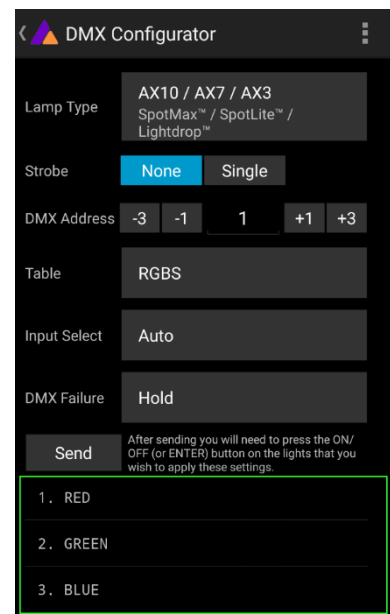 DMX Configurator
Lamp Type
AX10 / AX7 / AX3
SpotMax™ / SpotLite™ /
Lightdrop™
Strobe
None Single
DMX Address -3 -1 1 +1 +3
Table RGBS
Input Select Auto
DMX Failure Hold
Send
After sending you will need to press the ON/
OFF (or ENTER) button on the lights that you
wish to apply these settings.
1. RED
2. GREEN
3. BLUE